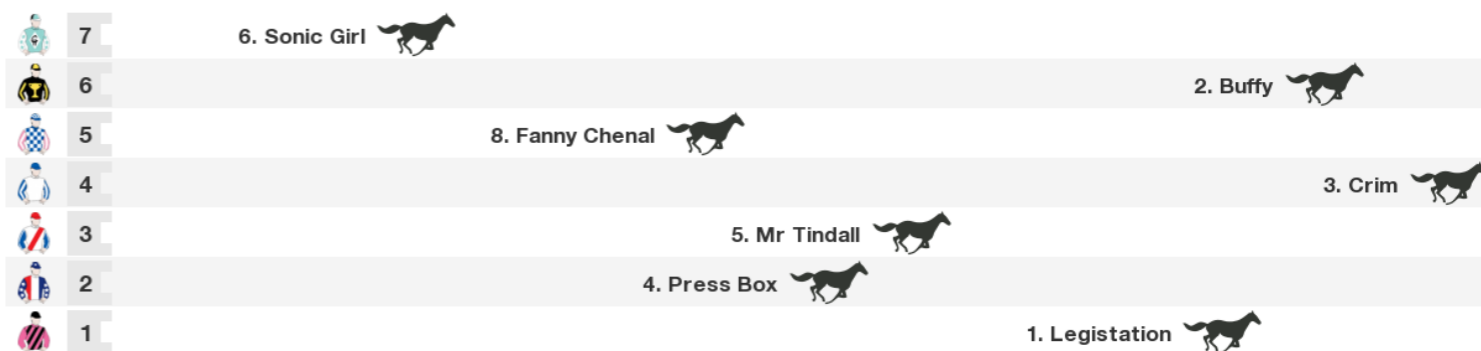 7 6. Sonic Girl
6 2. Buffy
5 8. Fanny Chenal
4 3. Crim
3 5. Mr Tindall
2 4. Press Box
1 1. Legistation